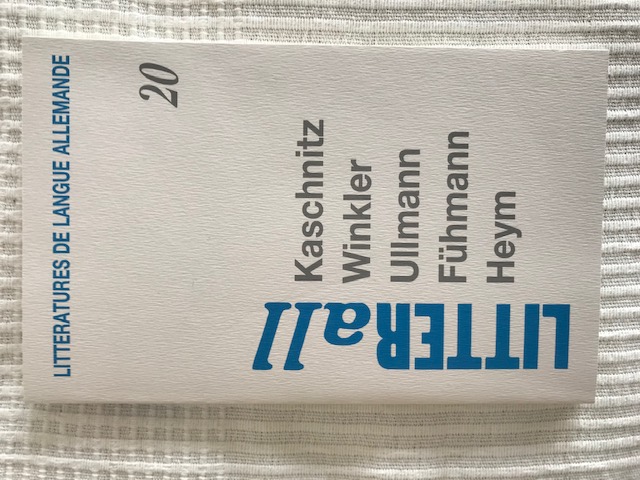 LITTERATURES DE LANGUE ALLEMANDE
20
Kaschnitz
Winkler
Ullmann
Fühmann
Heym
LITTERall